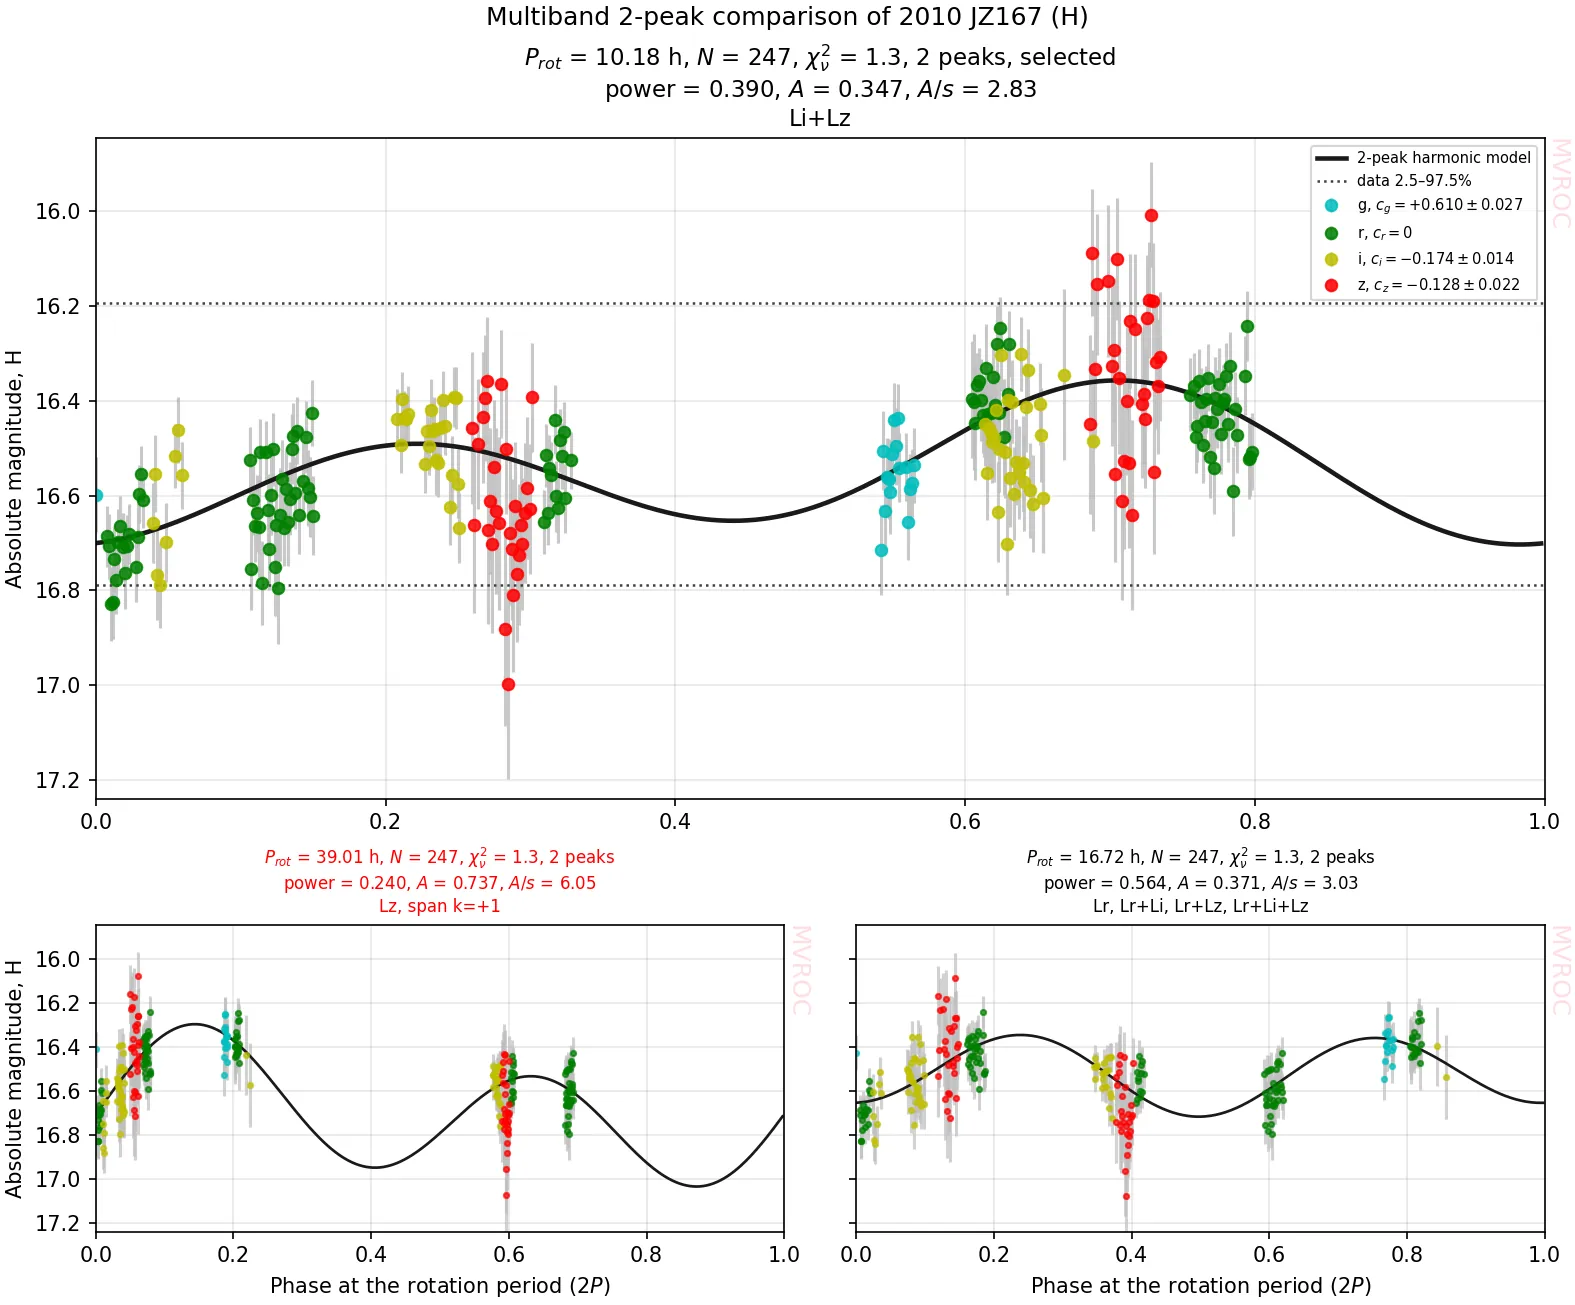 Multiband 2-peak comparison of 2010 JZ167 (H)
P_rot = 10.18 h, N = 247, χ²_ν = 1.3, 2 peaks, selected
power = 0.390, A = 0.347, A/s = 2.83
Li+Lz
2-peak harmonic model
data 2.5–97.5%
g, c_g = +0.610 ± 0.027
r, c_r = 0
i, c_i = −0.174 ± 0.014
z, c_z = −0.128 ± 0.022
MVROC
Absolute magnitude, H
16.0
16.2
16.4
16.6
16.8
17.0
17.2
0.0 0.2 0.4 0.6 0.8 1.0
P_rot = 39.01 h, N = 247, χ²_ν = 1.3, 2 peaks
power = 0.240, A = 0.737, A/s = 6.05
Lz, span k=+1
MVROC
Absolute magnitude, H
16.0
16.2
16.4
16.6
16.8
17.0
17.2
0.0 0.2 0.4 0.6 0.8 1.0
Phase at the rotation period (2P)
P_rot = 16.72 h, N = 247, χ²_ν = 1.3, 2 peaks
power = 0.564, A = 0.371, A/s = 3.03
Lr, Lr+Li, Lr+Lz, Lr+Li+Lz
MVROC
0.0 0.2 0.4 0.6 0.8 1.0
Phase at the rotation period (2P)